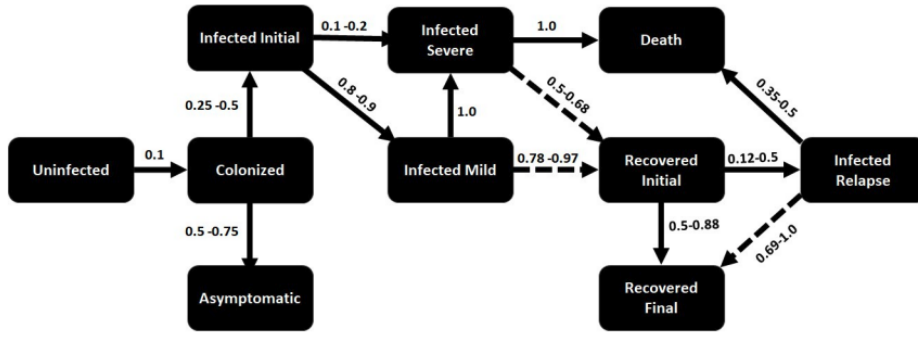 Infected Initial
0.1 -0.2
Infected
Severe
1.0
Death
0.25 -0.5
0.8 -0.9
1.0
0.5-0.68
0.35-0.5
Uninfected
0.1
Colonized
Infected Mild
0.78 -0.97
Recovered
Initial
0.12-0.5
Infected
Relapse
0.5 -0.75
0.5-0.88
0.69-1.0
Asymptomatic
Recovered
Final